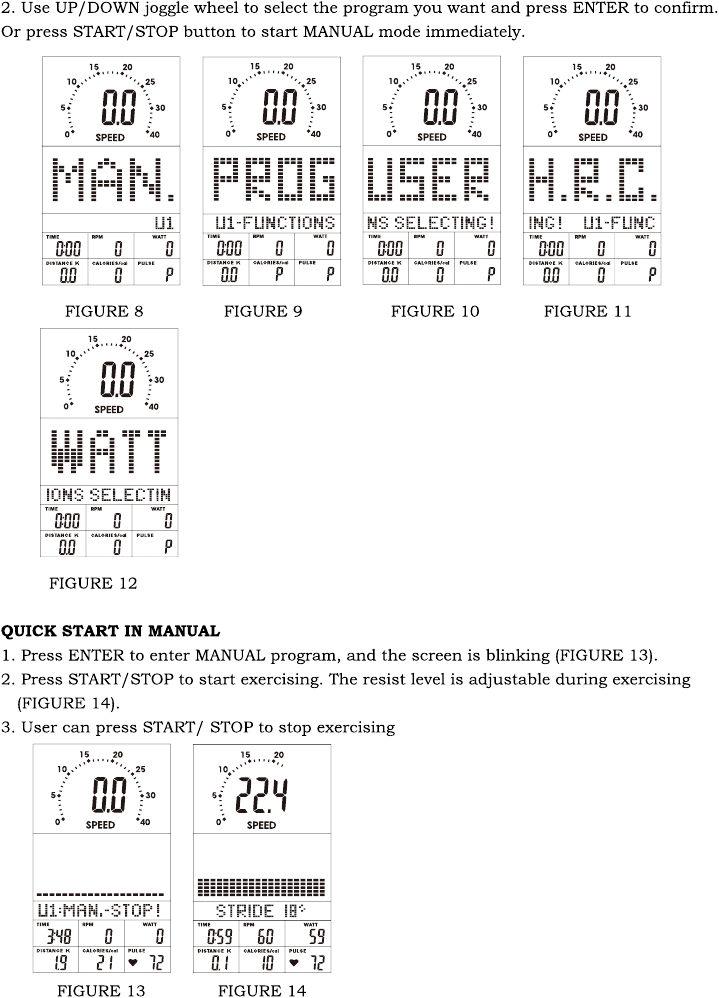 2. Use UP/DOWN joggle wheel to select the program you want and press ENTER to confirm.
Or press START/STOP button to start MANUAL mode immediately.
15 20
10 25
5 30
0 40
0.0
SPEED
MAN.
U1
TIME RPM WATT
0:00 0 0
DISTANCE K CALORIES/cal PULSE
0.0 0 P
FIGURE 8
15 20
10 25
5 30
0 40
0.0
SPEED
PROG
U1-FUNCTIONS
TIME RPM WATT
0:00 0 0
DISTANCE K CALORIES/cal PULSE
0.0 P P
FIGURE 9
15 20
10 25
5 30
0 40
0.0
SPEED
USER
NS SELECTING!
TIME RPM WATT
0:00 0 0
DISTANCE K CALORIES/cal PULSE
0.0 0 P
FIGURE 10
15 20
10 25
5 30
0 40
0.0
SPEED
H.R.C.
ING! U1-FUNC
TIME RPM WATT
0:00 0 0
DISTANCE K CALORIES/cal PULSE
0.0 0 P
FIGURE 11
15 20
10 25
5 30
0 40
0.0
SPEED
WATT
IONS SELECTIN
TIME RPM WATT
0:00 0 0
DISTANCE K CALORIES/cal PULSE
0.0 0 P
FIGURE 12
QUICK START IN MANUAL
1. Press ENTER to enter MANUAL program, and the screen is blinking (FIGURE 13).
2. Press START/STOP to start exercising. The resist level is adjustable during exercising
(FIGURE 14).
3. User can press START/ STOP to stop exercising
15 20
10 25
5 30
0 40
0.0
SPEED
U1:MAN.-STOP!
TIME RPM WATT
3:48 0 0
DISTANCE K CALORIES/cal PULSE
1.9 21 72
FIGURE 13
15 20
10
5
0
22.4
SPEED
STRIDE 18"
TIME RPM WATT
0:59 60 59
DISTANCE K CALORIES/cal PULSE
0.1 10 72
FIGURE 14